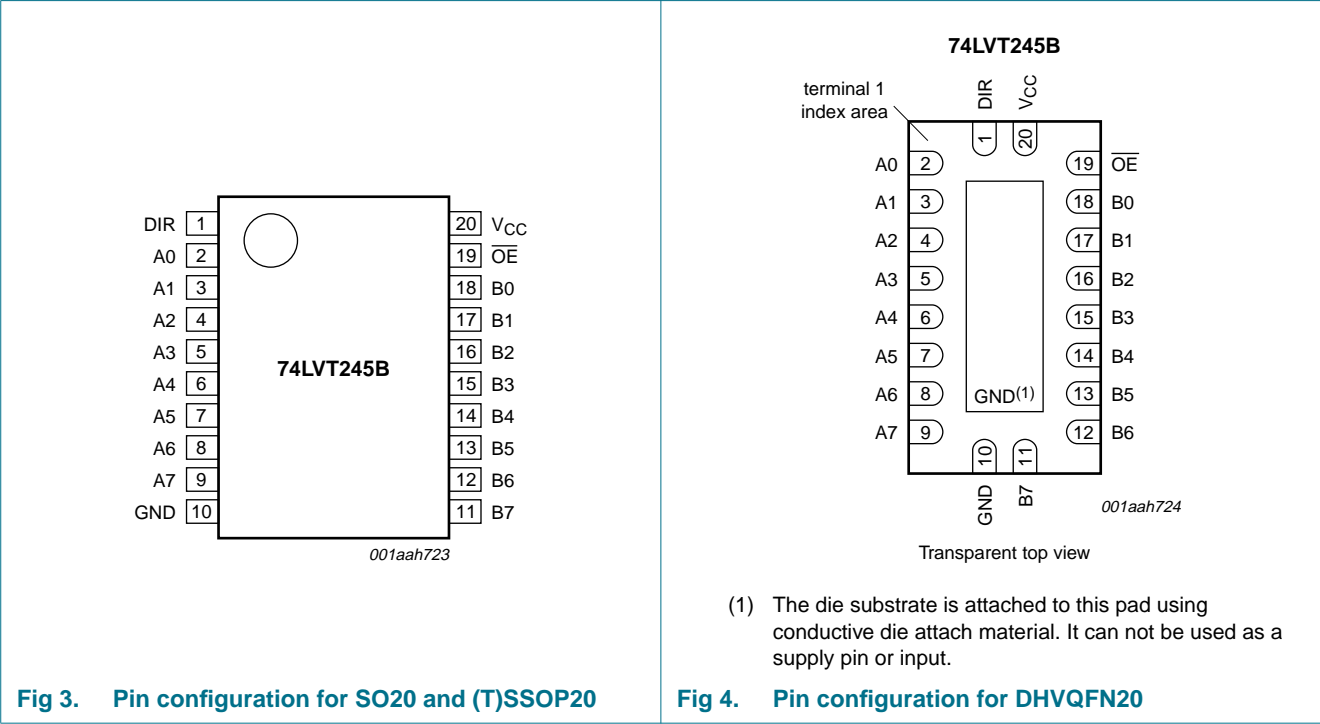 DIR 1
A0 2
A1 3
A2 4
A3 5
A4 6
A5 7
A6 8
A7 9
GND 10
74LVT245B
20 VCC
19 OE
18 B0
17 B1
16 B2
15 B3
14 B4
13 B5
12 B6
11 B7
001aah723
Fig 3. Pin configuration for SO20 and (T)SSOP20
74LVT245B
terminal 1
index area
DIR
VCC
1
20
A0 2
A1 3
A2 4
A3 5
A4 6
A5 7
A6 8
A7 9
19 OE
18 B0
17 B1
16 B2
15 B3
14 B4
13 B5
12 B6
GND(1)
10
11
GND
B7
001aah724
Transparent top view
(1) The die substrate is attached to this pad using
conductive die attach material. It can not be used as a
supply pin or input.
Fig 4. Pin configuration for DHVQFN20